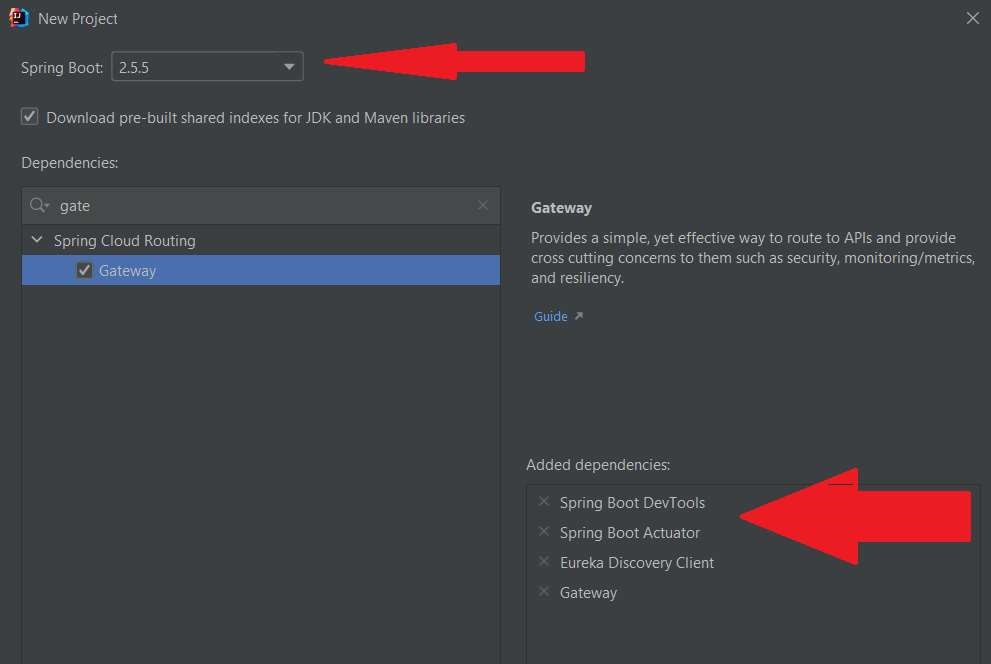 New Project
Spring Boot: 2.5.5
Download pre-built shared indexes for JDK and Maven libraries
Dependencies:
gate
Spring Cloud Routing
Gateway
Gateway
Provides a simple, yet effective way to route to APIs and provide
cross cutting concerns to them such as security, monitoring/metrics,
and resiliency.
Guide
Added dependencies:
Spring Boot DevTools
Spring Boot Actuator
Eureka Discovery Client
Gateway